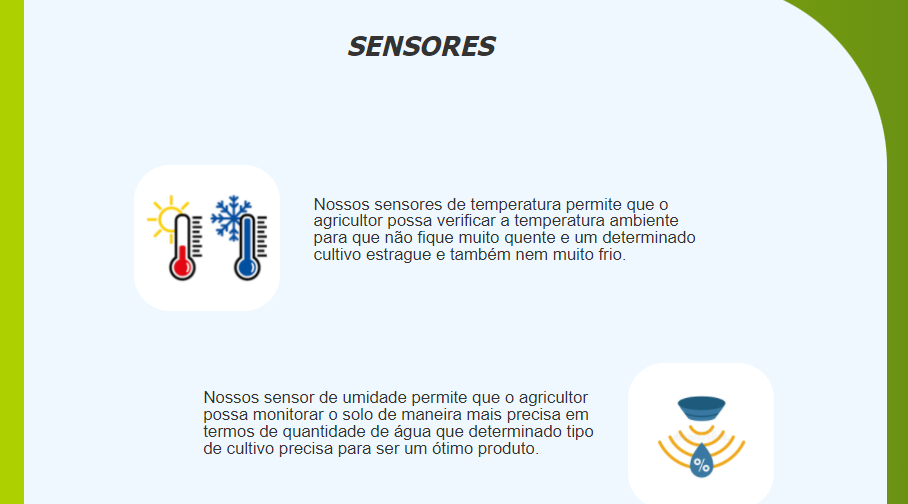 SENSORES
Nossos sensores de temperatura permite que o
agricultor possa verificar a temperatura ambiente
para que não fique muito quente e um determinado
cultivo estrague e também nem muito frio.
Nossos sensor de umidade permite que o agricultor
possa monitorar o solo de maneira mais precisa em
termos de quantidade de água que determinado tipo
de cultivo precisa para ser um ótimo produto.
%